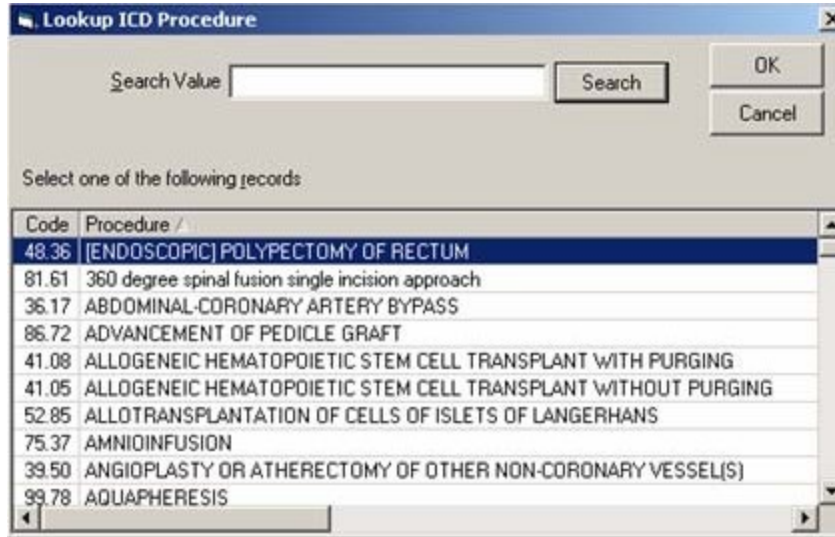 Lookup ICD Procedure
Search Value
Search
OK
Cancel
Select one of the following records
Code Procedure
48.36 [ENDOSCOPIC] POLYPECTOMY OF RECTUM
81.61 360 degree spinal fusion single incision approach
36.17 ABDOMINAL-CORONARY ARTERY BYPASS
86.72 ADVANCEMENT OF PEDICLE GRAFT
41.08 ALLOGENEIC HEMATOPOIETIC STEM CELL TRANSPLANT WITH PURGING
41.05 ALLOGENEIC HEMATOPOIETIC STEM CELL TRANSPLANT WITHOUT PURGING
52.85 ALLOTRANSPLANTATION OF CELLS OF ISLETS OF LANGERHANS
75.37 AMNIOINFUSION
39.50 ANGIOPLASTY OR ATHERECTOMY OF OTHER NON-CORONARY VESSEL(S)
99.78 AQUAPHERESIS